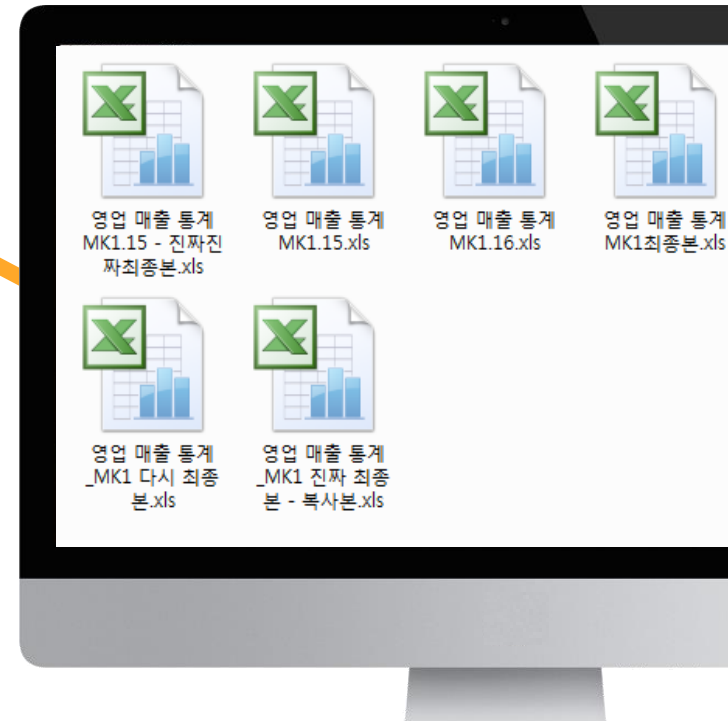 영업 매출 통계
MK1.15 - 진짜진
짜최종본.xls
영업 매출 통계
MK1.15.xls
영업 매출 통계
MK1.16.xls
영업 매출 통계
MK1최종본.xls
영업 매출 통계
_MK1 다시 최종
본.xls
영업 매출 통계
_MK1 진짜 최종
본 - 복사본.xls